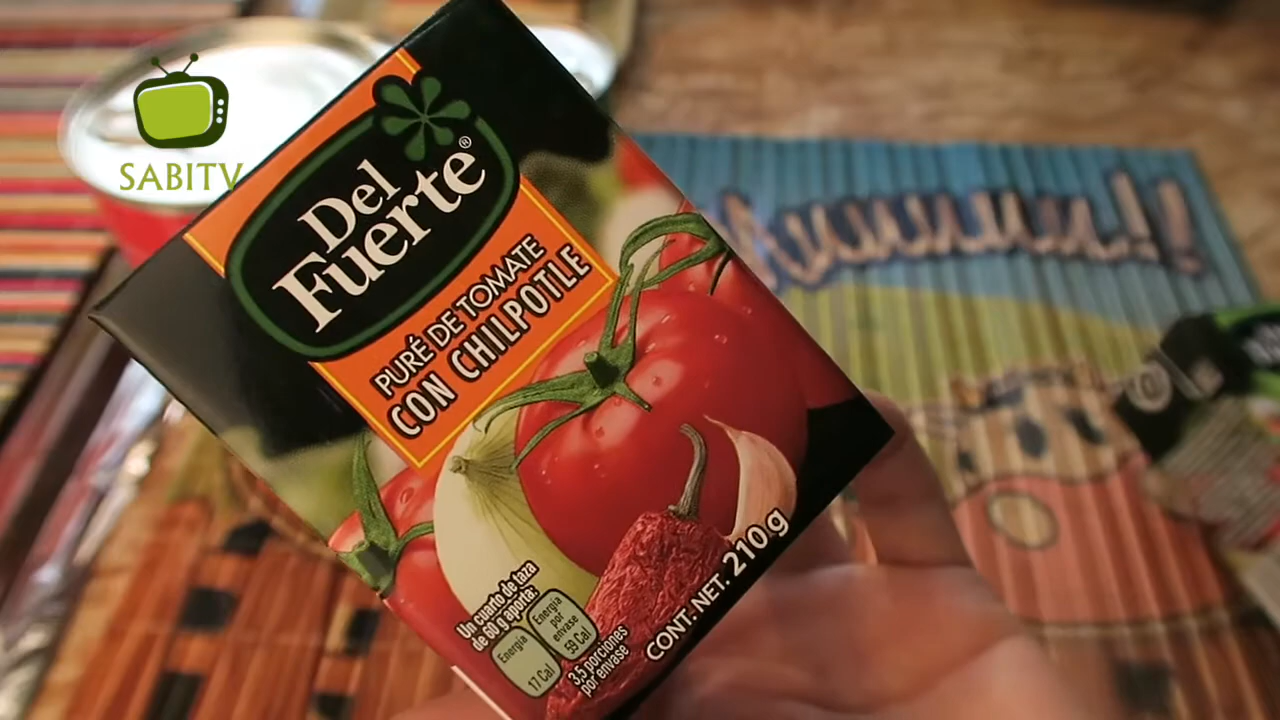 SABITV
Del
Fuerte®
PURÉ DE TOMATE
CON CHILPOTLE
Un cuarto de taza
de 60 g aporta:
Energía
17 Cal
Energía
por
envase
59 Cal
3,5 porciones
por envase
CONT. NET. 210 g